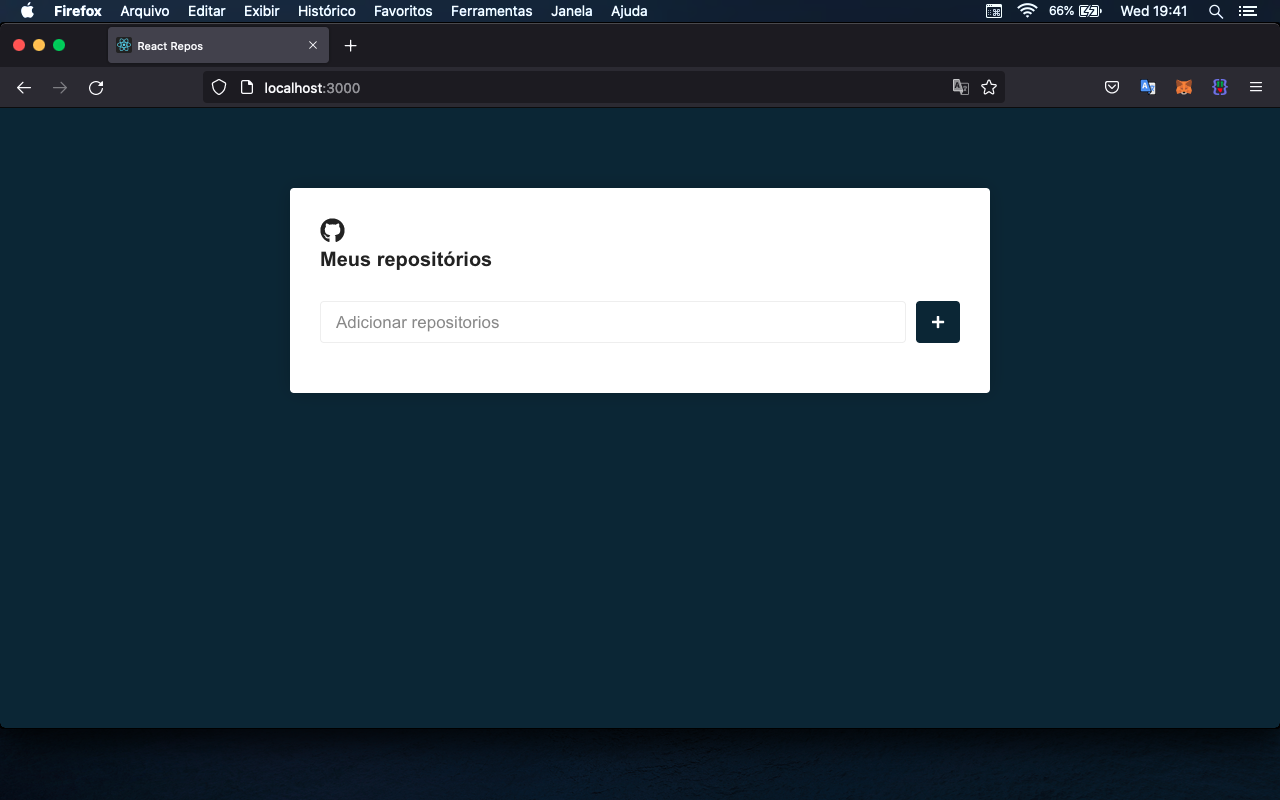 Firefox Arquivo Editar Exibir Histórico Favoritos Ferramentas Janela Ajuda 66% Wed 19:41
React Repos
localhost:3000
Meus repositórios
Adicionar repositorios